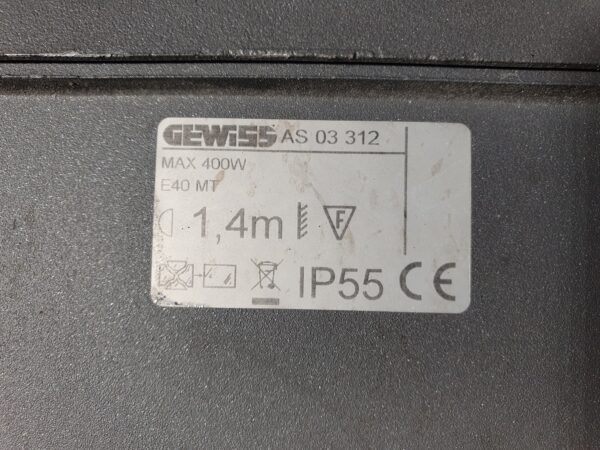 GEWISS AS 03 312
MAX 400W
E40 MT
1,4m F
IP55 CE